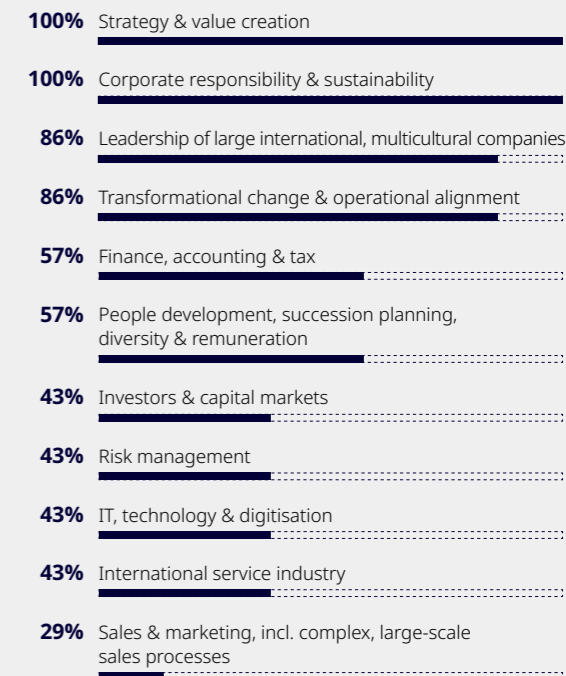 100% Strategy & value creation
100% Corporate responsibility & sustainability
86% Leadership of large international, multicultural companies
86% Transformational change & operational alignment
57% Finance, accounting & tax
57% People development, succession planning,
diversity & remuneration
43% Investors & capital markets
43% Risk management
43% IT, technology & digitisation
43% International service industry
29% Sales & marketing, incl. complex, large-scale
sales processes